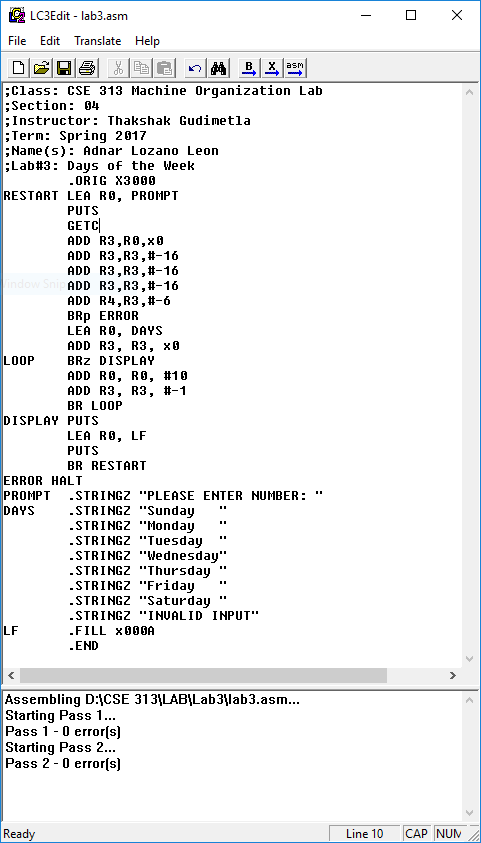 LC3Edit - lab3.asm
File Edit Translate Help
B X asm
;Class: CSE 313 Machine Organization Lab
;Section: 04
;Instructor: Thakshak Gudimetla
;Term: Spring 2017
;Name(s): Adnar Lozano Leon
;Lab#3: Days of the Week
        .ORIG X3000
RESTART LEA R0, PROMPT
        PUTS
        GETC
        ADD R3,R0,x0
        ADD R3,R3,#-16
        ADD R3,R3,#-16
Window Snip
        ADD R3,R3,#-16
        ADD R4,R3,#-6
        BRp ERROR
        LEA R0, DAYS
        ADD R3, R3, x0
LOOP    BRz DISPLAY
        ADD R0, R0, #10
        ADD R3, R3, #-1
        BR LOOP
DISPLAY PUTS
        LEA R0, LF
        PUTS
        BR RESTART
ERROR HALT
PROMPT  .STRINGZ "PLEASE ENTER NUMBER: "
DAYS    .STRINGZ "Sunday   "
        .STRINGZ "Monday   "
        .STRINGZ "Tuesday  "
        .STRINGZ "Wednesday"
        .STRINGZ "Thursday "
        .STRINGZ "Friday   "
        .STRINGZ "Saturday "
        .STRINGZ "INVALID INPUT"
LF      .FILL x000A
        .END
Assembling D:\CSE 313\LAB\Lab3\lab3.asm...
Starting Pass 1...
Pass 1 - 0 error(s)
Starting Pass 2...
Pass 2 - 0 error(s)
Ready Line 10 CAP NUM